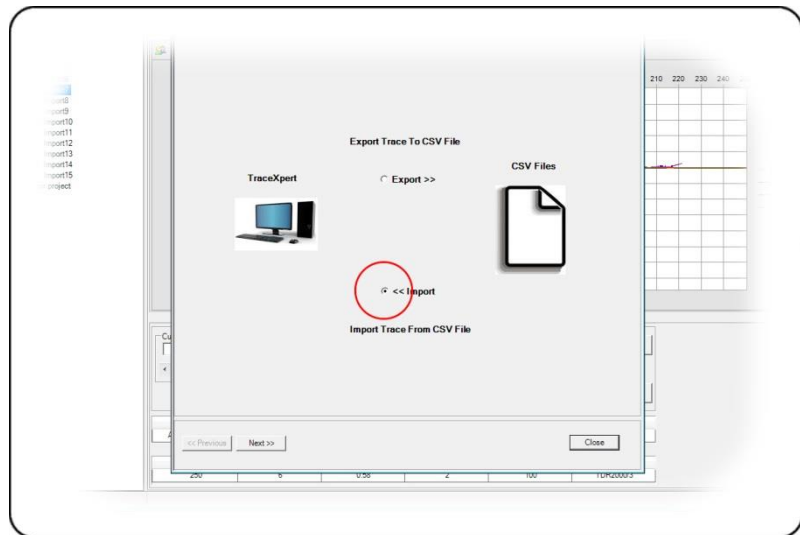 210 220 230 240
import9
import10
import11
import12
import13
import14
import15
project
Export Trace To CSV File
TraceXpert
Export >>
CSV Files
<< Import
Import Trace From CSV File
<< Previous
Next >>
Close
250 6 0.58 2 100 TDR2000/3